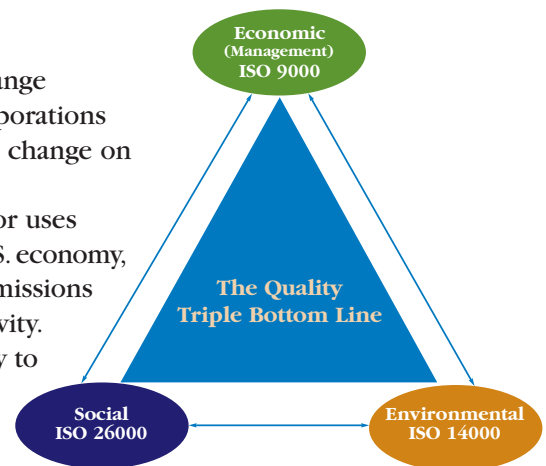 ange
porations
change on
or uses
S. economy,
missions
vity.
y to
Economic
(Management)
ISO 9000
The Quality
Triple Bottom Line
Social
ISO 26000
Environmental
ISO 14000